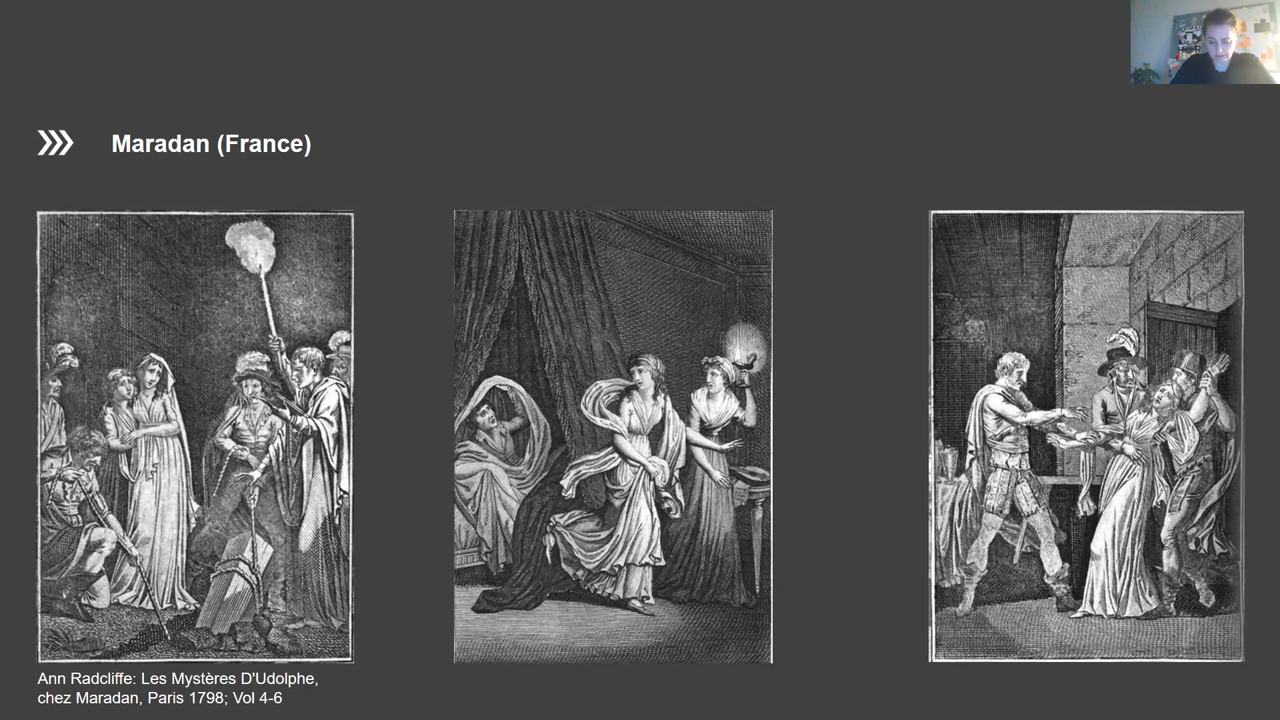 Maradan (France)
Ann Radcliffe: Les Mystères D'Udolphe,
chez Maradan, Paris 1798; Vol 4-6